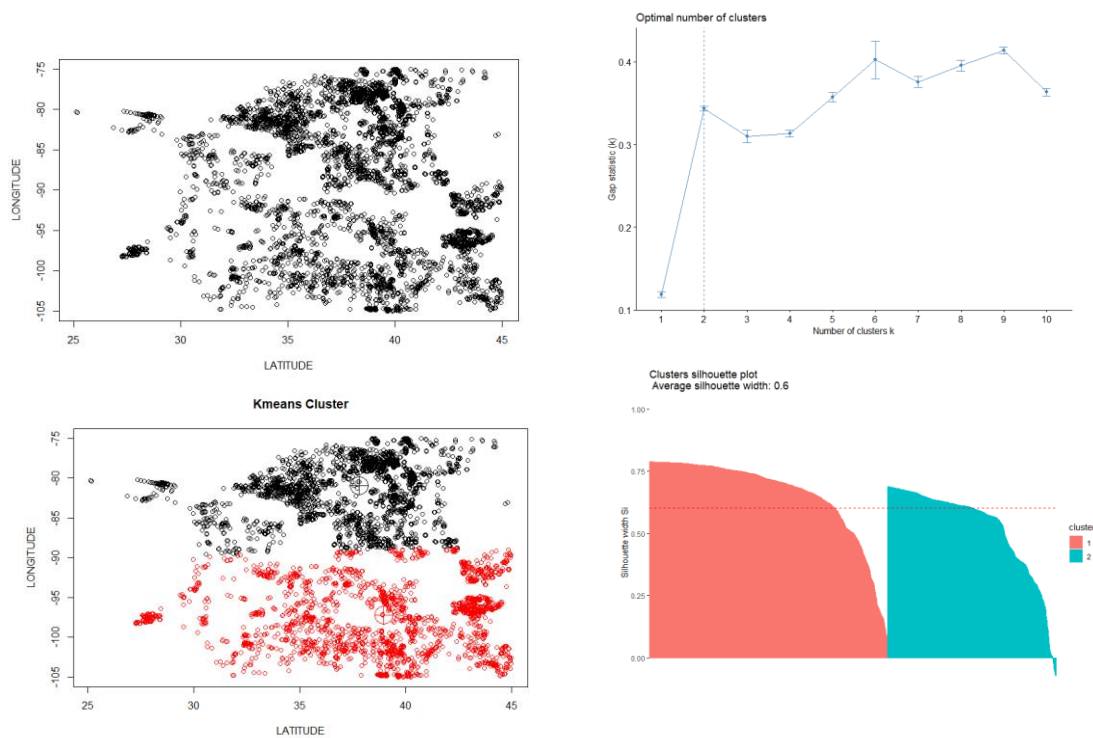 -75
-80
-85
-90
-95
-100
-105
LONGITUDE
25 30 35 40 45
LATITUDE
Optimal number of clusters
0.4
0.3
0.2
0.1
Gap statistic (k)
1 2 3 4 5 6 7 8 9 10
Number of clusters k
Kmeans Cluster
-75
-80
-85
-90
-95
-100
-105
LONGITUDE
25 30 35 40 45
LATITUDE
Clusters silhouette plot
Average silhouette width: 0.6
1.00
0.75
0.50
0.25
0.00
Silhouette width Si
cluster
1
2